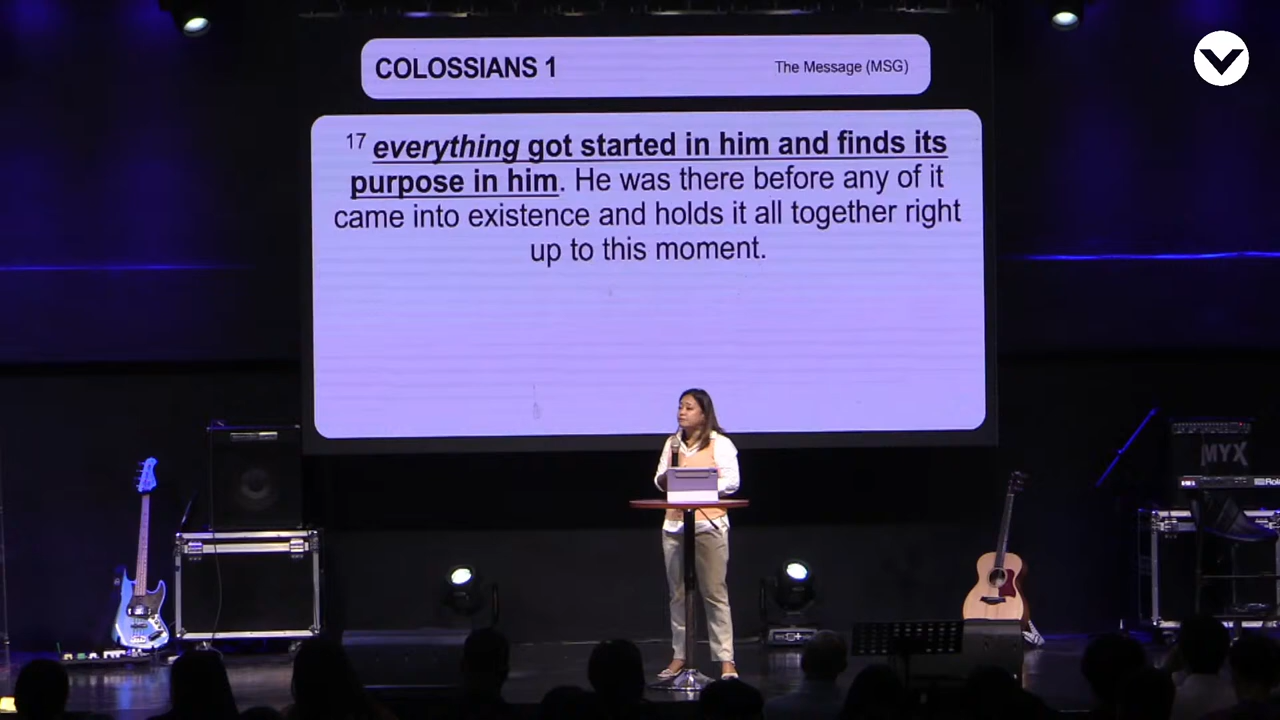 COLOSSIANS 1
The Message (MSG)
17 everything got started in him and finds its
purpose in him. He was there before any of it
came into existence and holds it all together right
up to this moment.
MYX
Rol